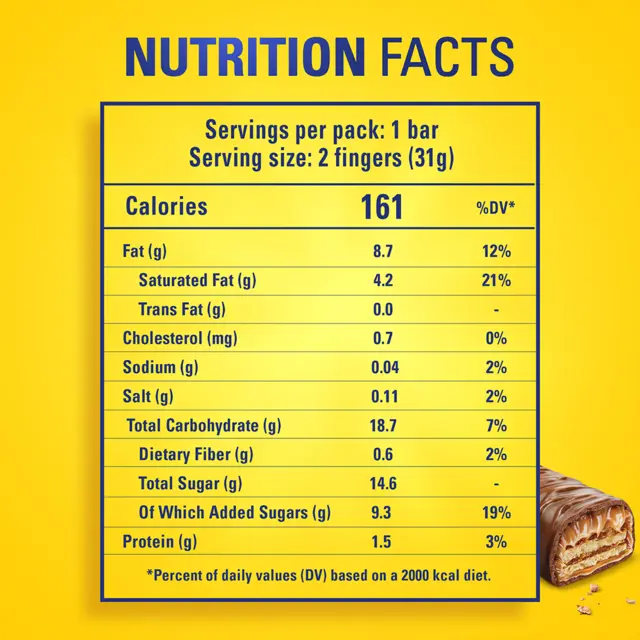 NUTRITION FACTS
Servings per pack: 1 bar
Serving size: 2 fingers (31g)
Calories 161 %DV*
Fat (g) 8.7 12%
Saturated Fat (g) 4.2 21%
Trans Fat (g) 0.0 -
Cholesterol (mg) 0.7 0%
Sodium (g) 0.04 2%
Salt (g) 0.11 2%
Total Carbohydrate (g) 18.7 7%
Dietary Fiber (g) 0.6 2%
Total Sugar (g) 14.6 -
Of Which Added Sugars (g) 9.3 19%
Protein (g) 1.5 3%
*Percent of daily values (DV) based on a 2000 kcal diet.